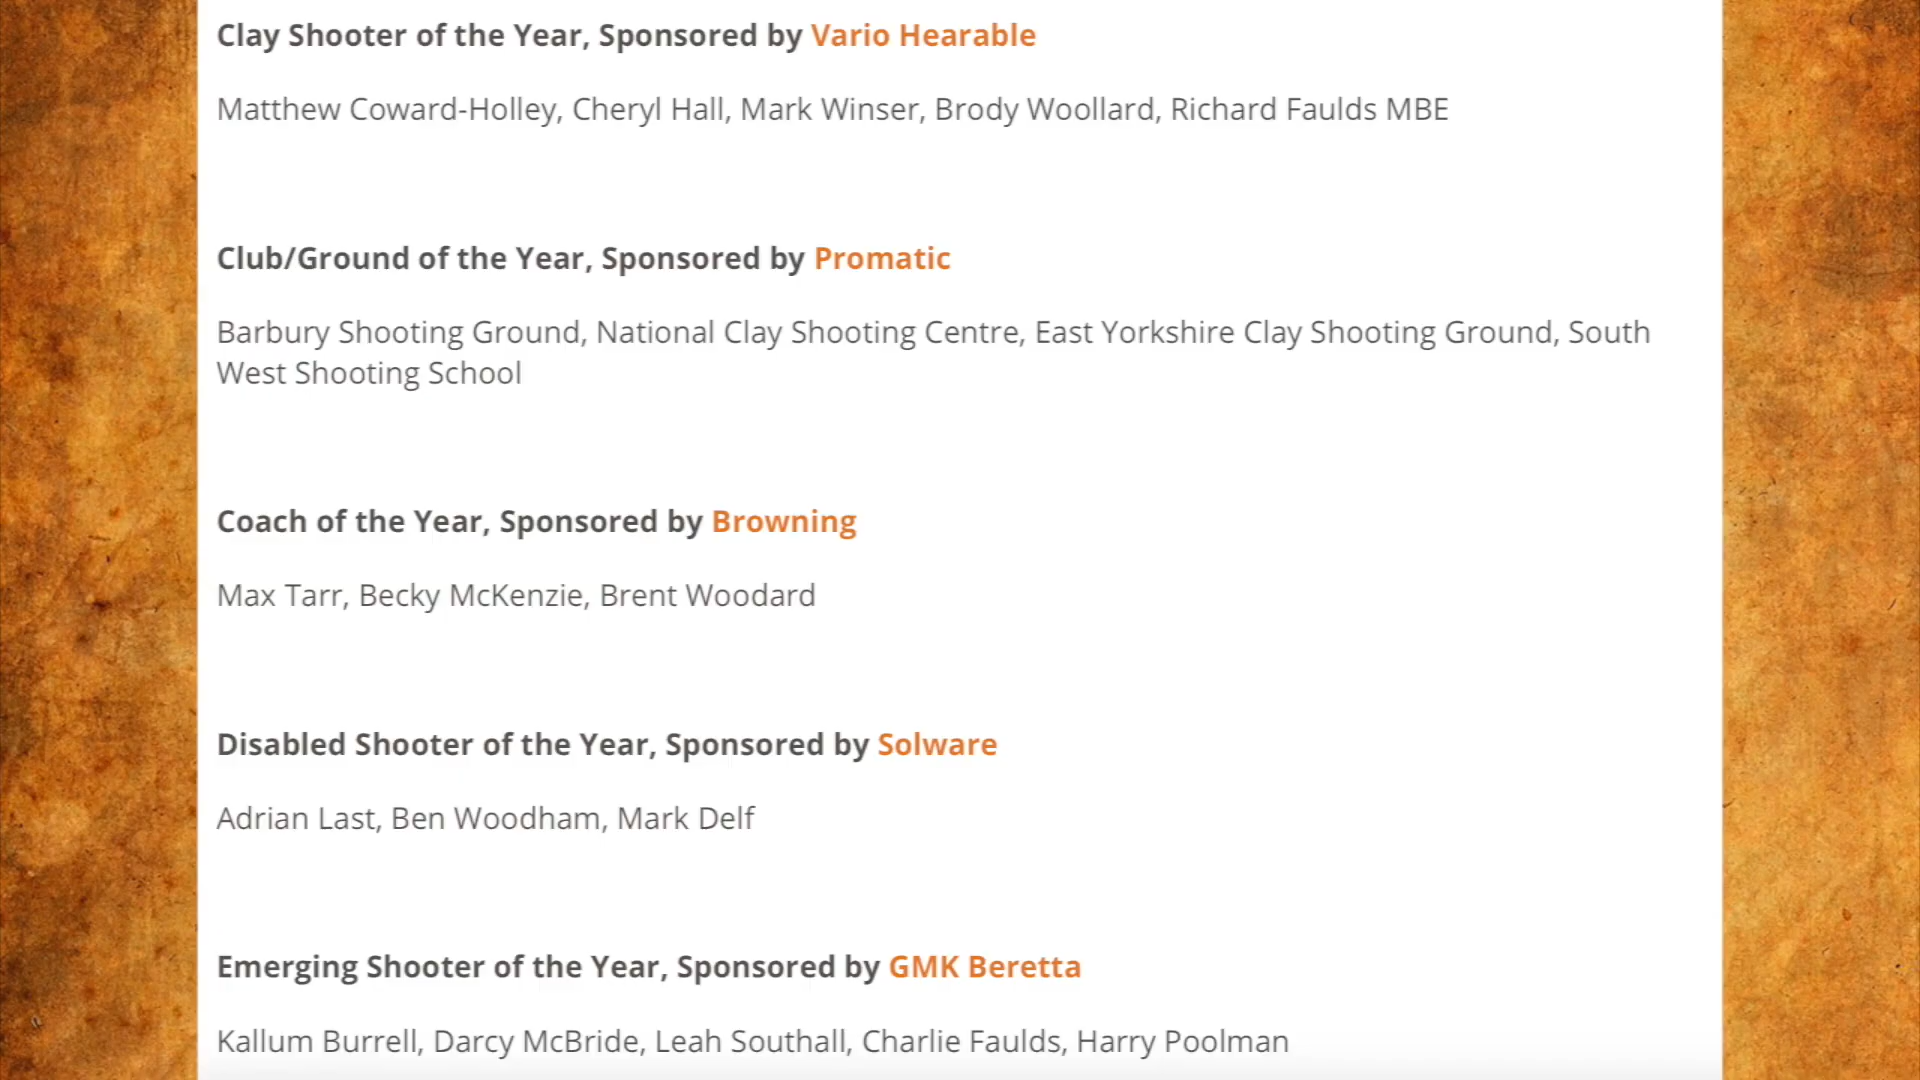 Clay Shooter of the Year, Sponsored by Vario Hearable
Matthew Coward-Holley, Cheryl Hall, Mark Winser, Brody Woollard, Richard Faulds MBE
Club/Ground of the Year, Sponsored by Promatic
Barbury Shooting Ground, National Clay Shooting Centre, East Yorkshire Clay Shooting Ground, South
West Shooting School
Coach of the Year, Sponsored by Browning
Max Tarr, Becky McKenzie, Brent Woodard
Disabled Shooter of the Year, Sponsored by Solware
Adrian Last, Ben Woodham, Mark Delf
Emerging Shooter of the Year, Sponsored by GMK Beretta
Kallum Burrell, Darcy McBride, Leah Southall, Charlie Faulds, Harry Poolman